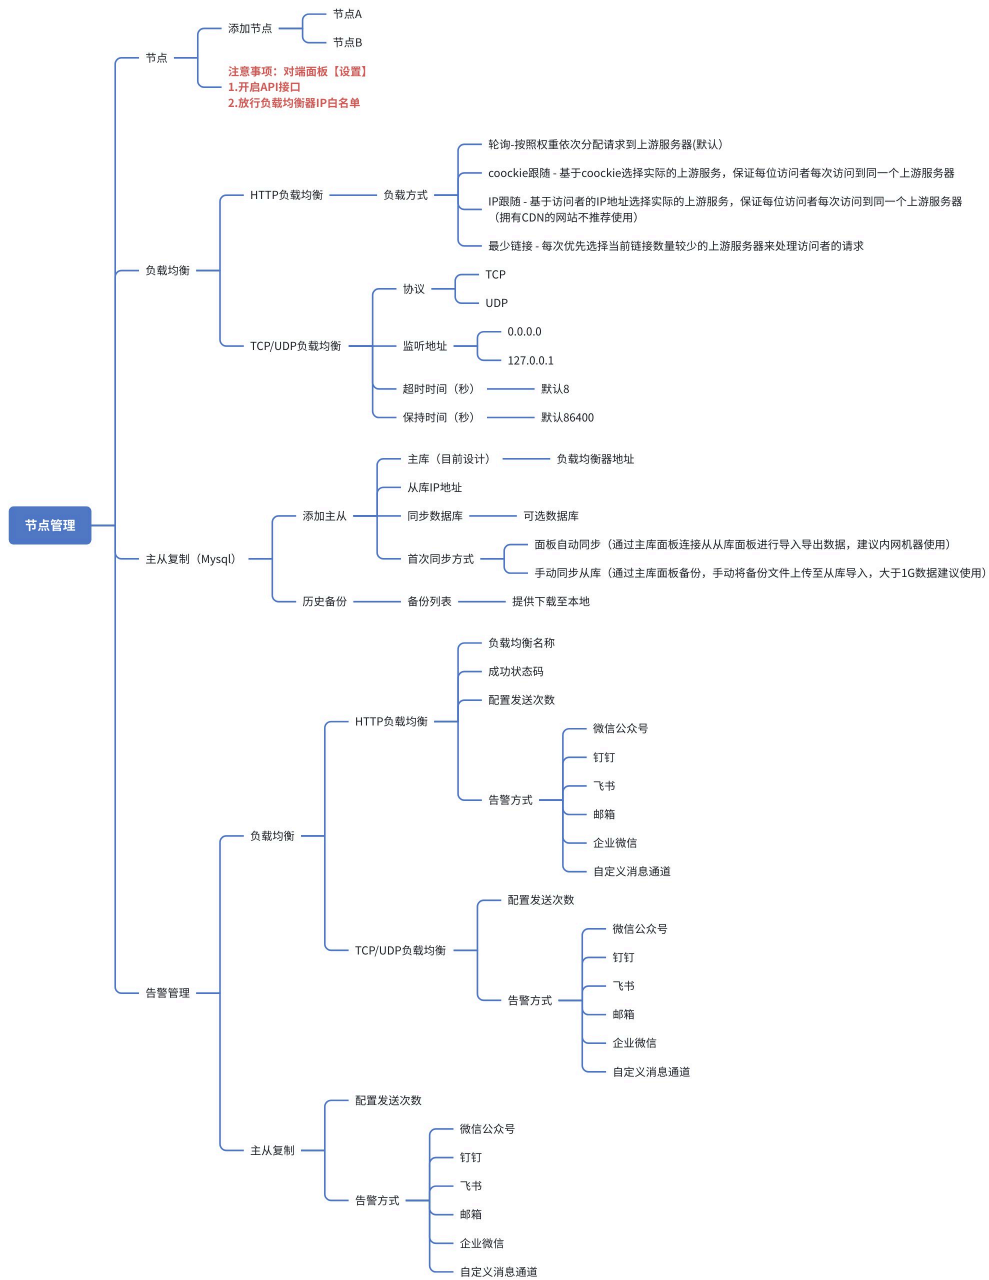 节点管理
节点
添加节点
节点A
节点B
注意事项：对端面板【设置】
1.开启API接口
2.放行负载均衡器IP白名单
负载均衡
HTTP负载均衡
负载方式
轮询-按照权重依次分配请求到上游服务器(默认）
coockie跟随 - 基于coockie选择实际的上游服务，保证每位访问者每次访问到同一个上游服务器
IP跟随 - 基于访问者的IP地址选择实际的上游服务，保证每位访问者每次访问到同一个上游服务器
（拥有CDN的网站不推荐使用）
最少链接 - 每次优先选择当前链接数量较少的上游服务器来处理访问者的请求
TCP/UDP负载均衡
协议
TCP
UDP
监听地址
0.0.0.0
127.0.0.1
超时时间（秒）
默认8
保持时间（秒）
默认86400
主从复制（Mysql）
添加主从
主库（目前设计）
负载均衡器地址
从库IP地址
同步数据库
可选数据库
首次同步方式
面板自动同步（通过主库面板连接从从库面板进行导入导出数据，建议内网机器使用）
手动同步从库（通过主库面板备份，手动将备份文件上传至从库导入，大于1G数据建议使用）
历史备份
备份列表
提供下载至本地
告警管理
负载均衡
HTTP负载均衡
负载均衡名称
成功状态码
配置发送次数
告警方式
微信公众号
钉钉
飞书
邮箱
企业微信
自定义消息通道
TCP/UDP负载均衡
配置发送次数
告警方式
微信公众号
钉钉
飞书
邮箱
企业微信
自定义消息通道
主从复制
配置发送次数
告警方式
微信公众号
钉钉
飞书
邮箱
企业微信
自定义消息通道